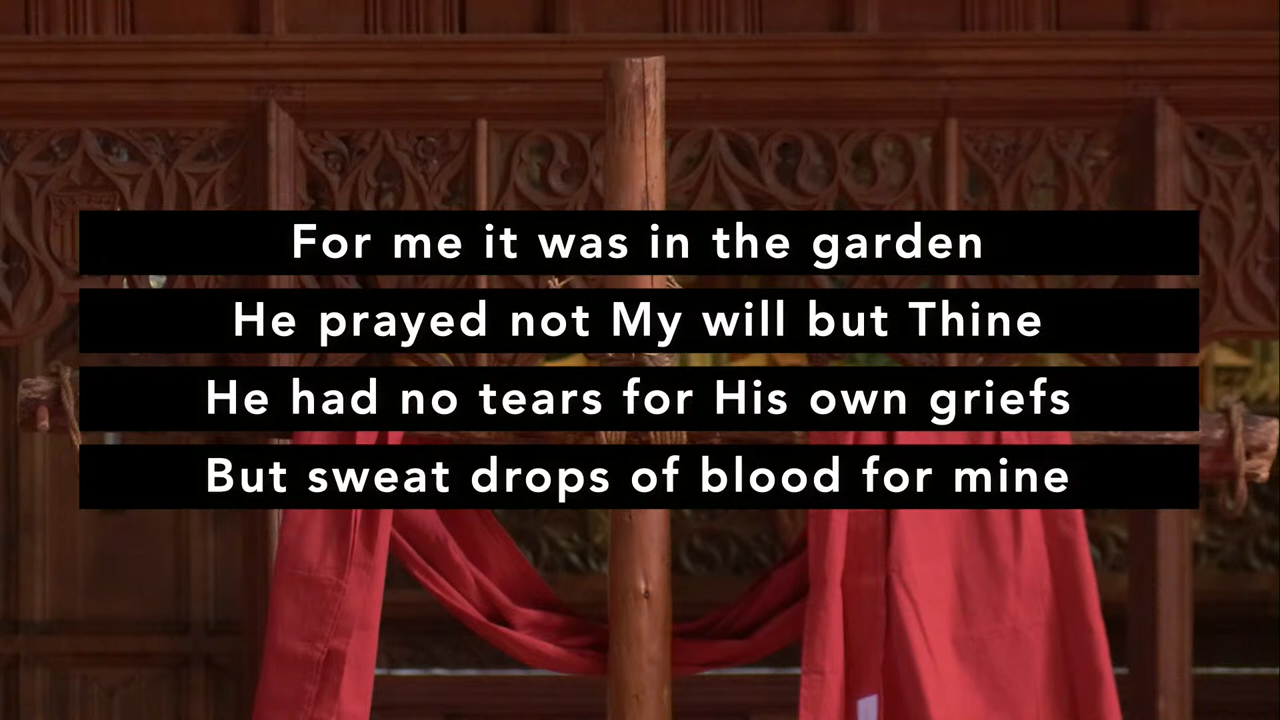 For me it was in the garden
He prayed not My will but Thine
He had no tears for His own griefs
But sweat drops of blood for mine